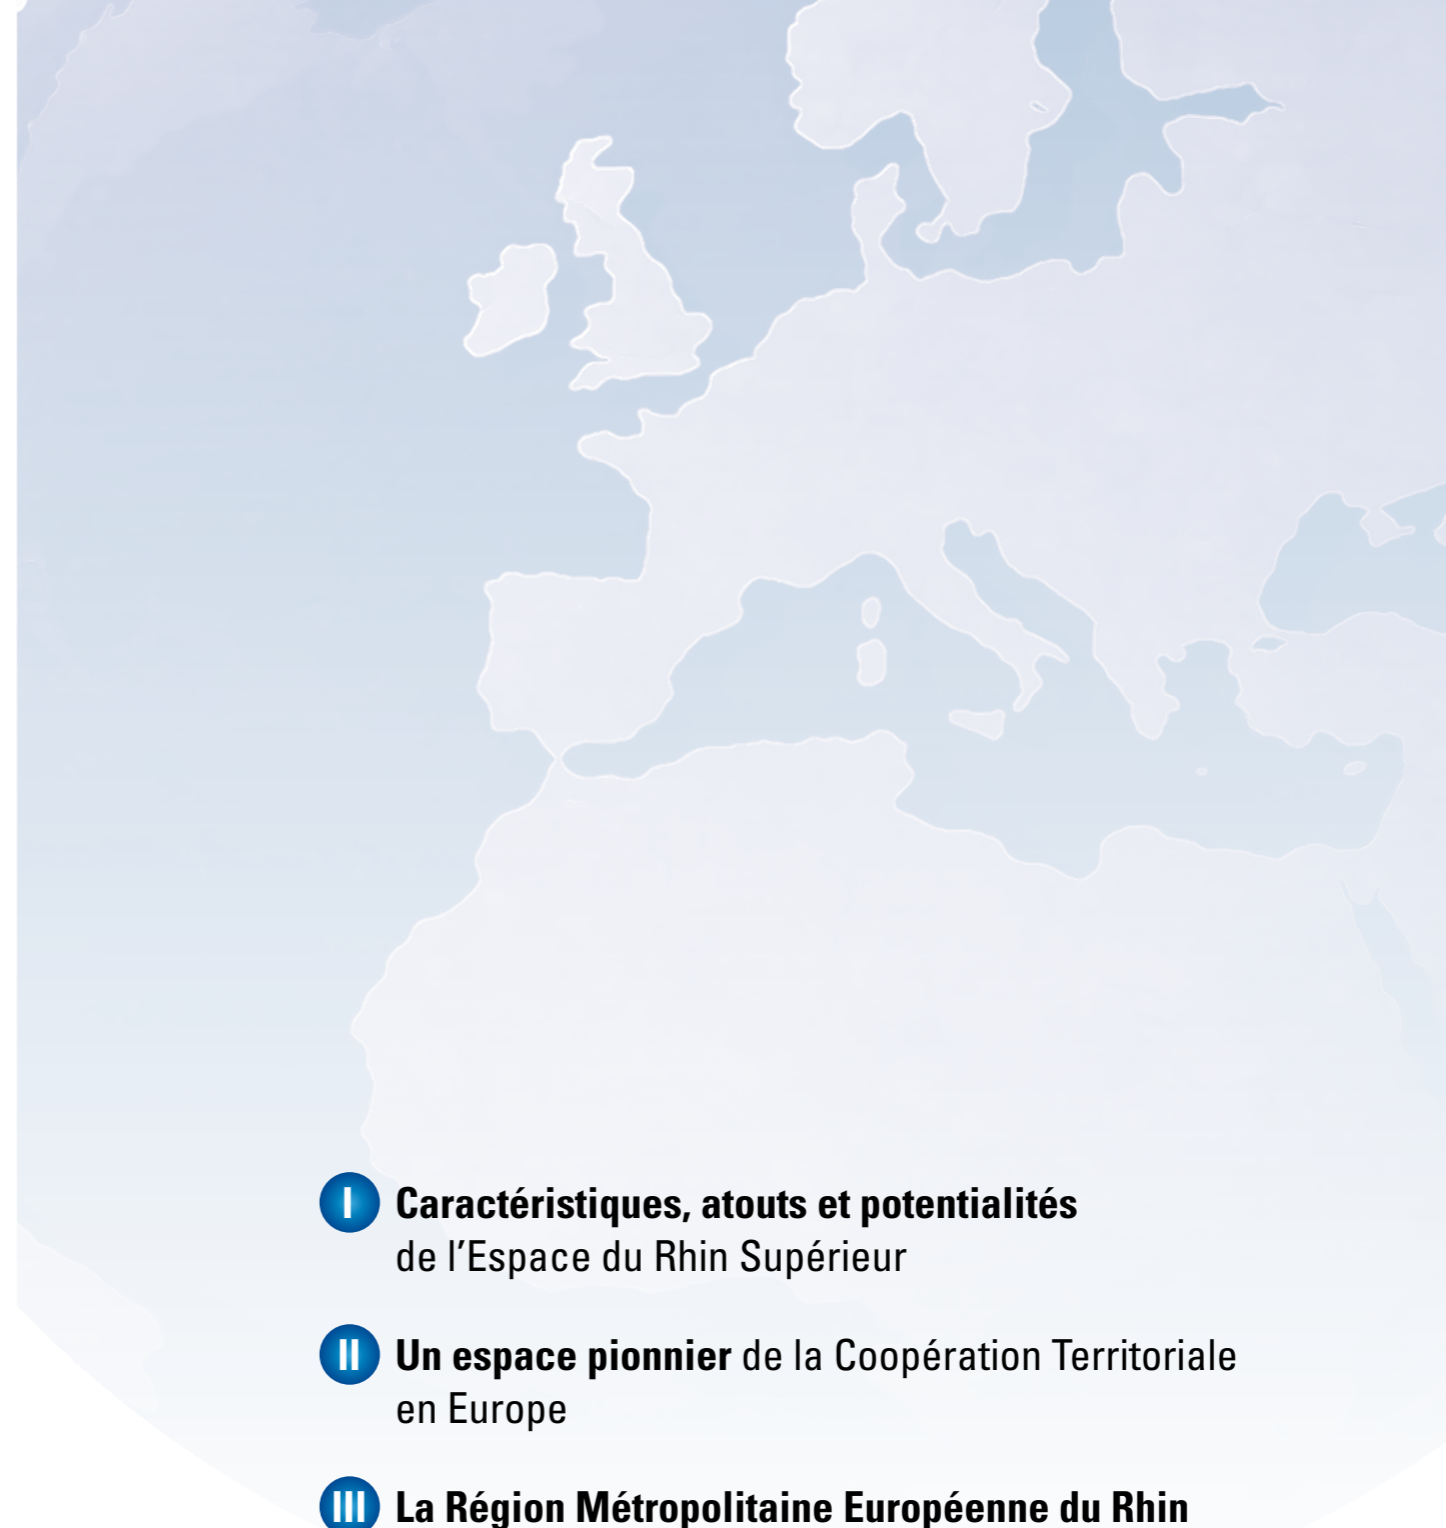 I Caractéristiques, atouts et potentialités
de l’Espace du Rhin Supérieur
II Un espace pionnier de la Coopération Territoriale
en Europe
III La Région Métropolitaine Européenne du Rhin